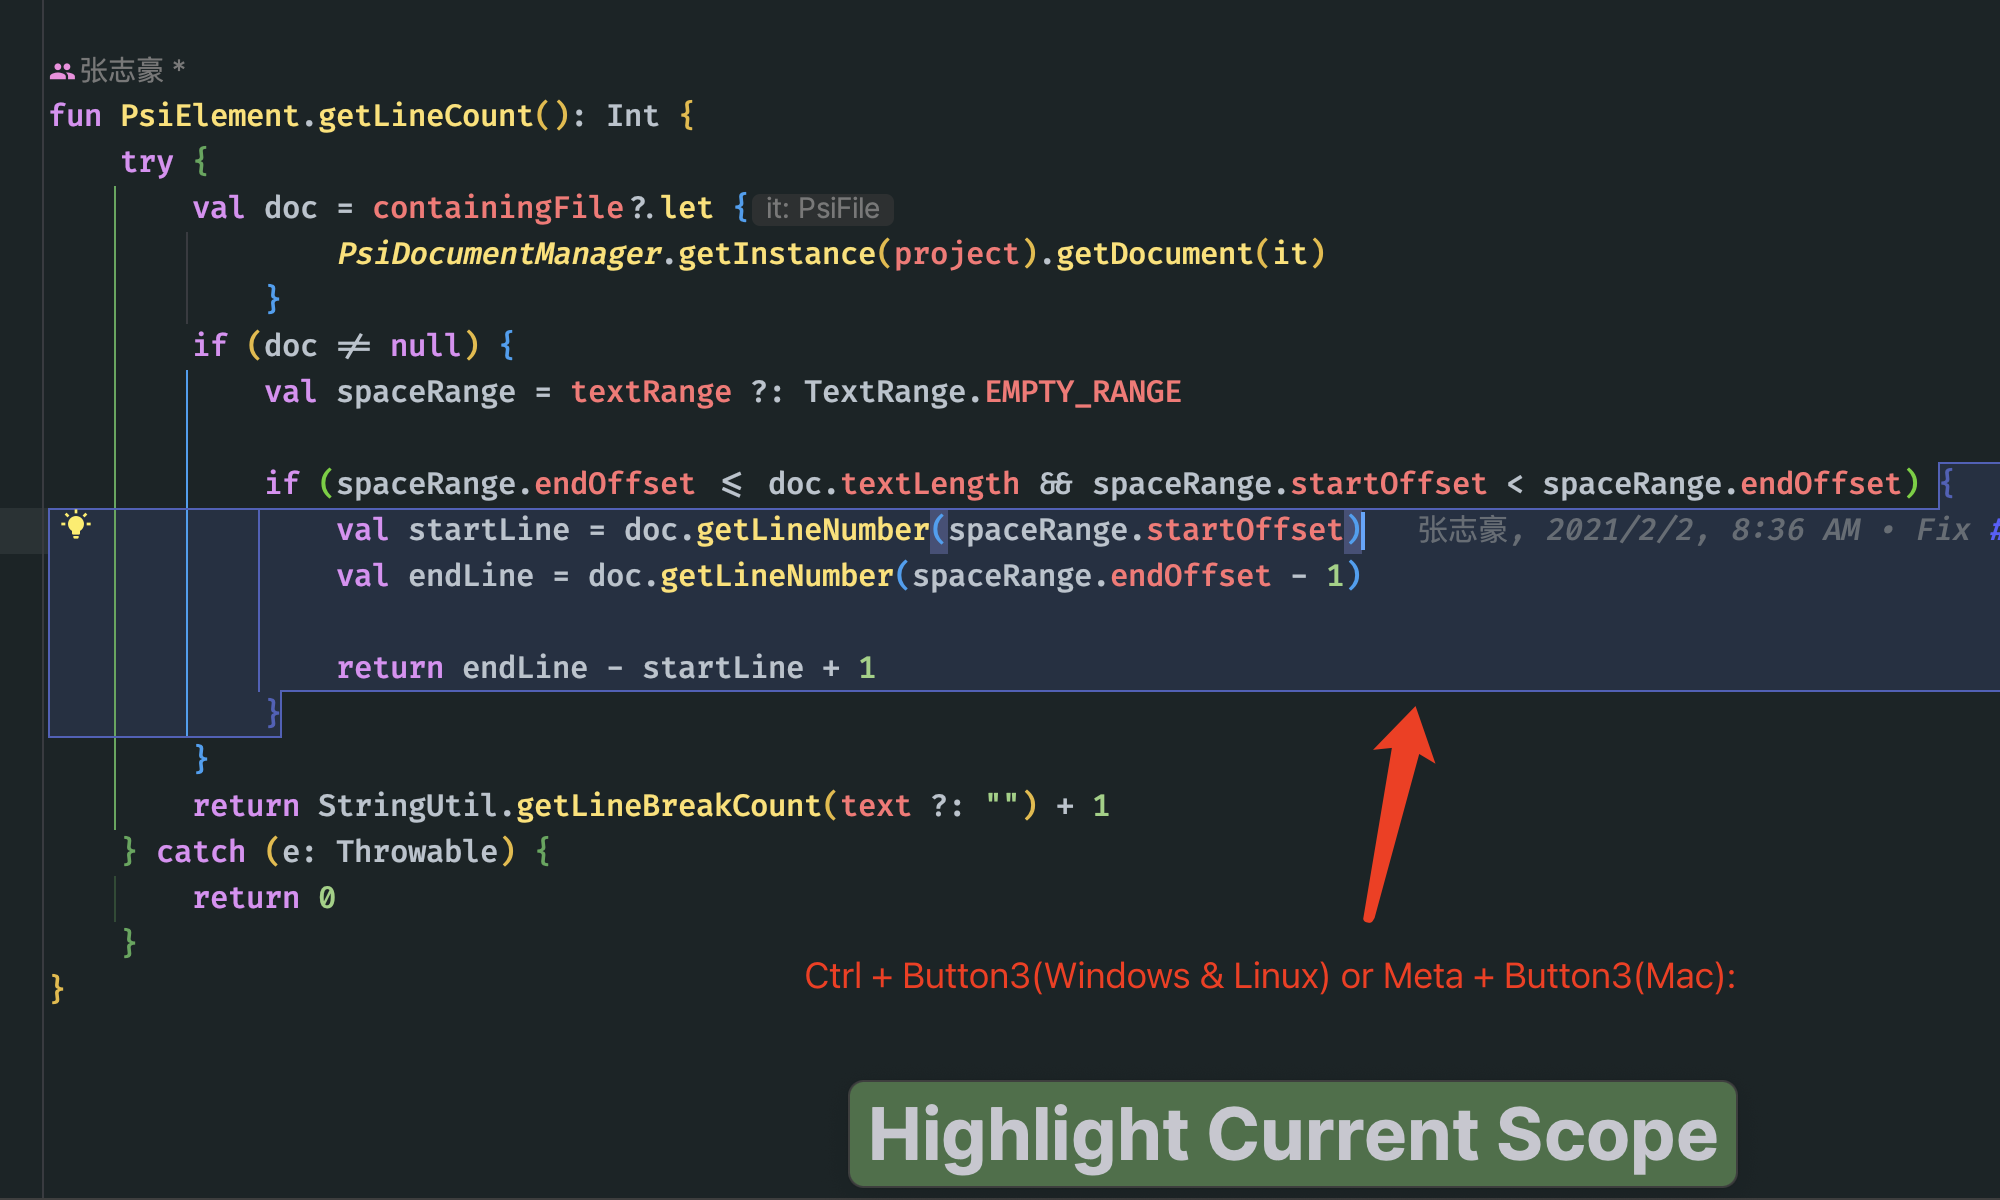 张志豪 *
fun PsiElement.getLineCount(): Int {
try {
val doc = containingFile?.let { it: PsiFile
PsiDocumentManager.getInstance(project).getDocument(it)
}
if (doc ≠ null) {
val spaceRange = textRange ?: TextRange.EMPTY_RANGE
if (spaceRange.endOffset ⩽ doc.textLength && spaceRange.startOffset < spaceRange.endOffset) {
val startLine = doc.getLineNumber(spaceRange.startOffset) 张志豪, 2021/2/2, 8:36 AM • Fix #
val endLine = doc.getLineNumber(spaceRange.endOffset - 1)
return endLine - startLine + 1
}
}
return StringUtil.getLineBreakCount(text ?: "") + 1
} catch (e: Throwable) {
return 0
}
}
Ctrl + Button3(Windows & Linux) or Meta + Button3(Mac):
Highlight Current Scope